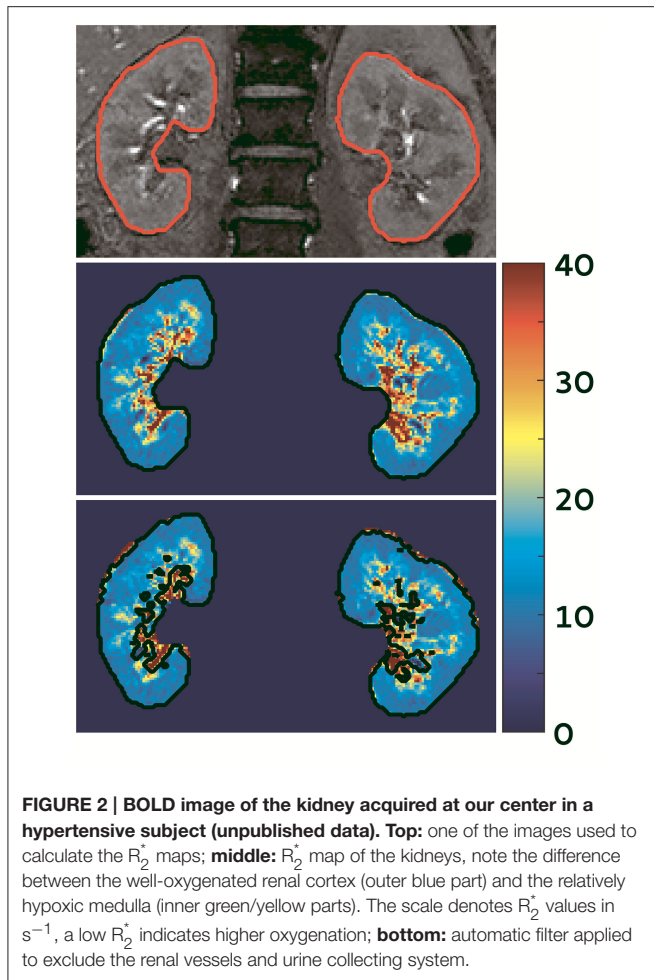 40
30
20
10
0
FIGURE 2 | BOLD image of the kidney acquired at our center in a
hypertensive subject (unpublished data). Top: one of the images used to
calculate the R2* maps; middle: R2* map of the kidneys, note the difference
between the well-oxygenated renal cortex (outer blue part) and the relatively
hypoxic medulla (inner green/yellow parts). The scale denotes R2* values in
s−1, a low R2* indicates higher oxygenation; bottom: automatic filter applied
to exclude the renal vessels and urine collecting system.